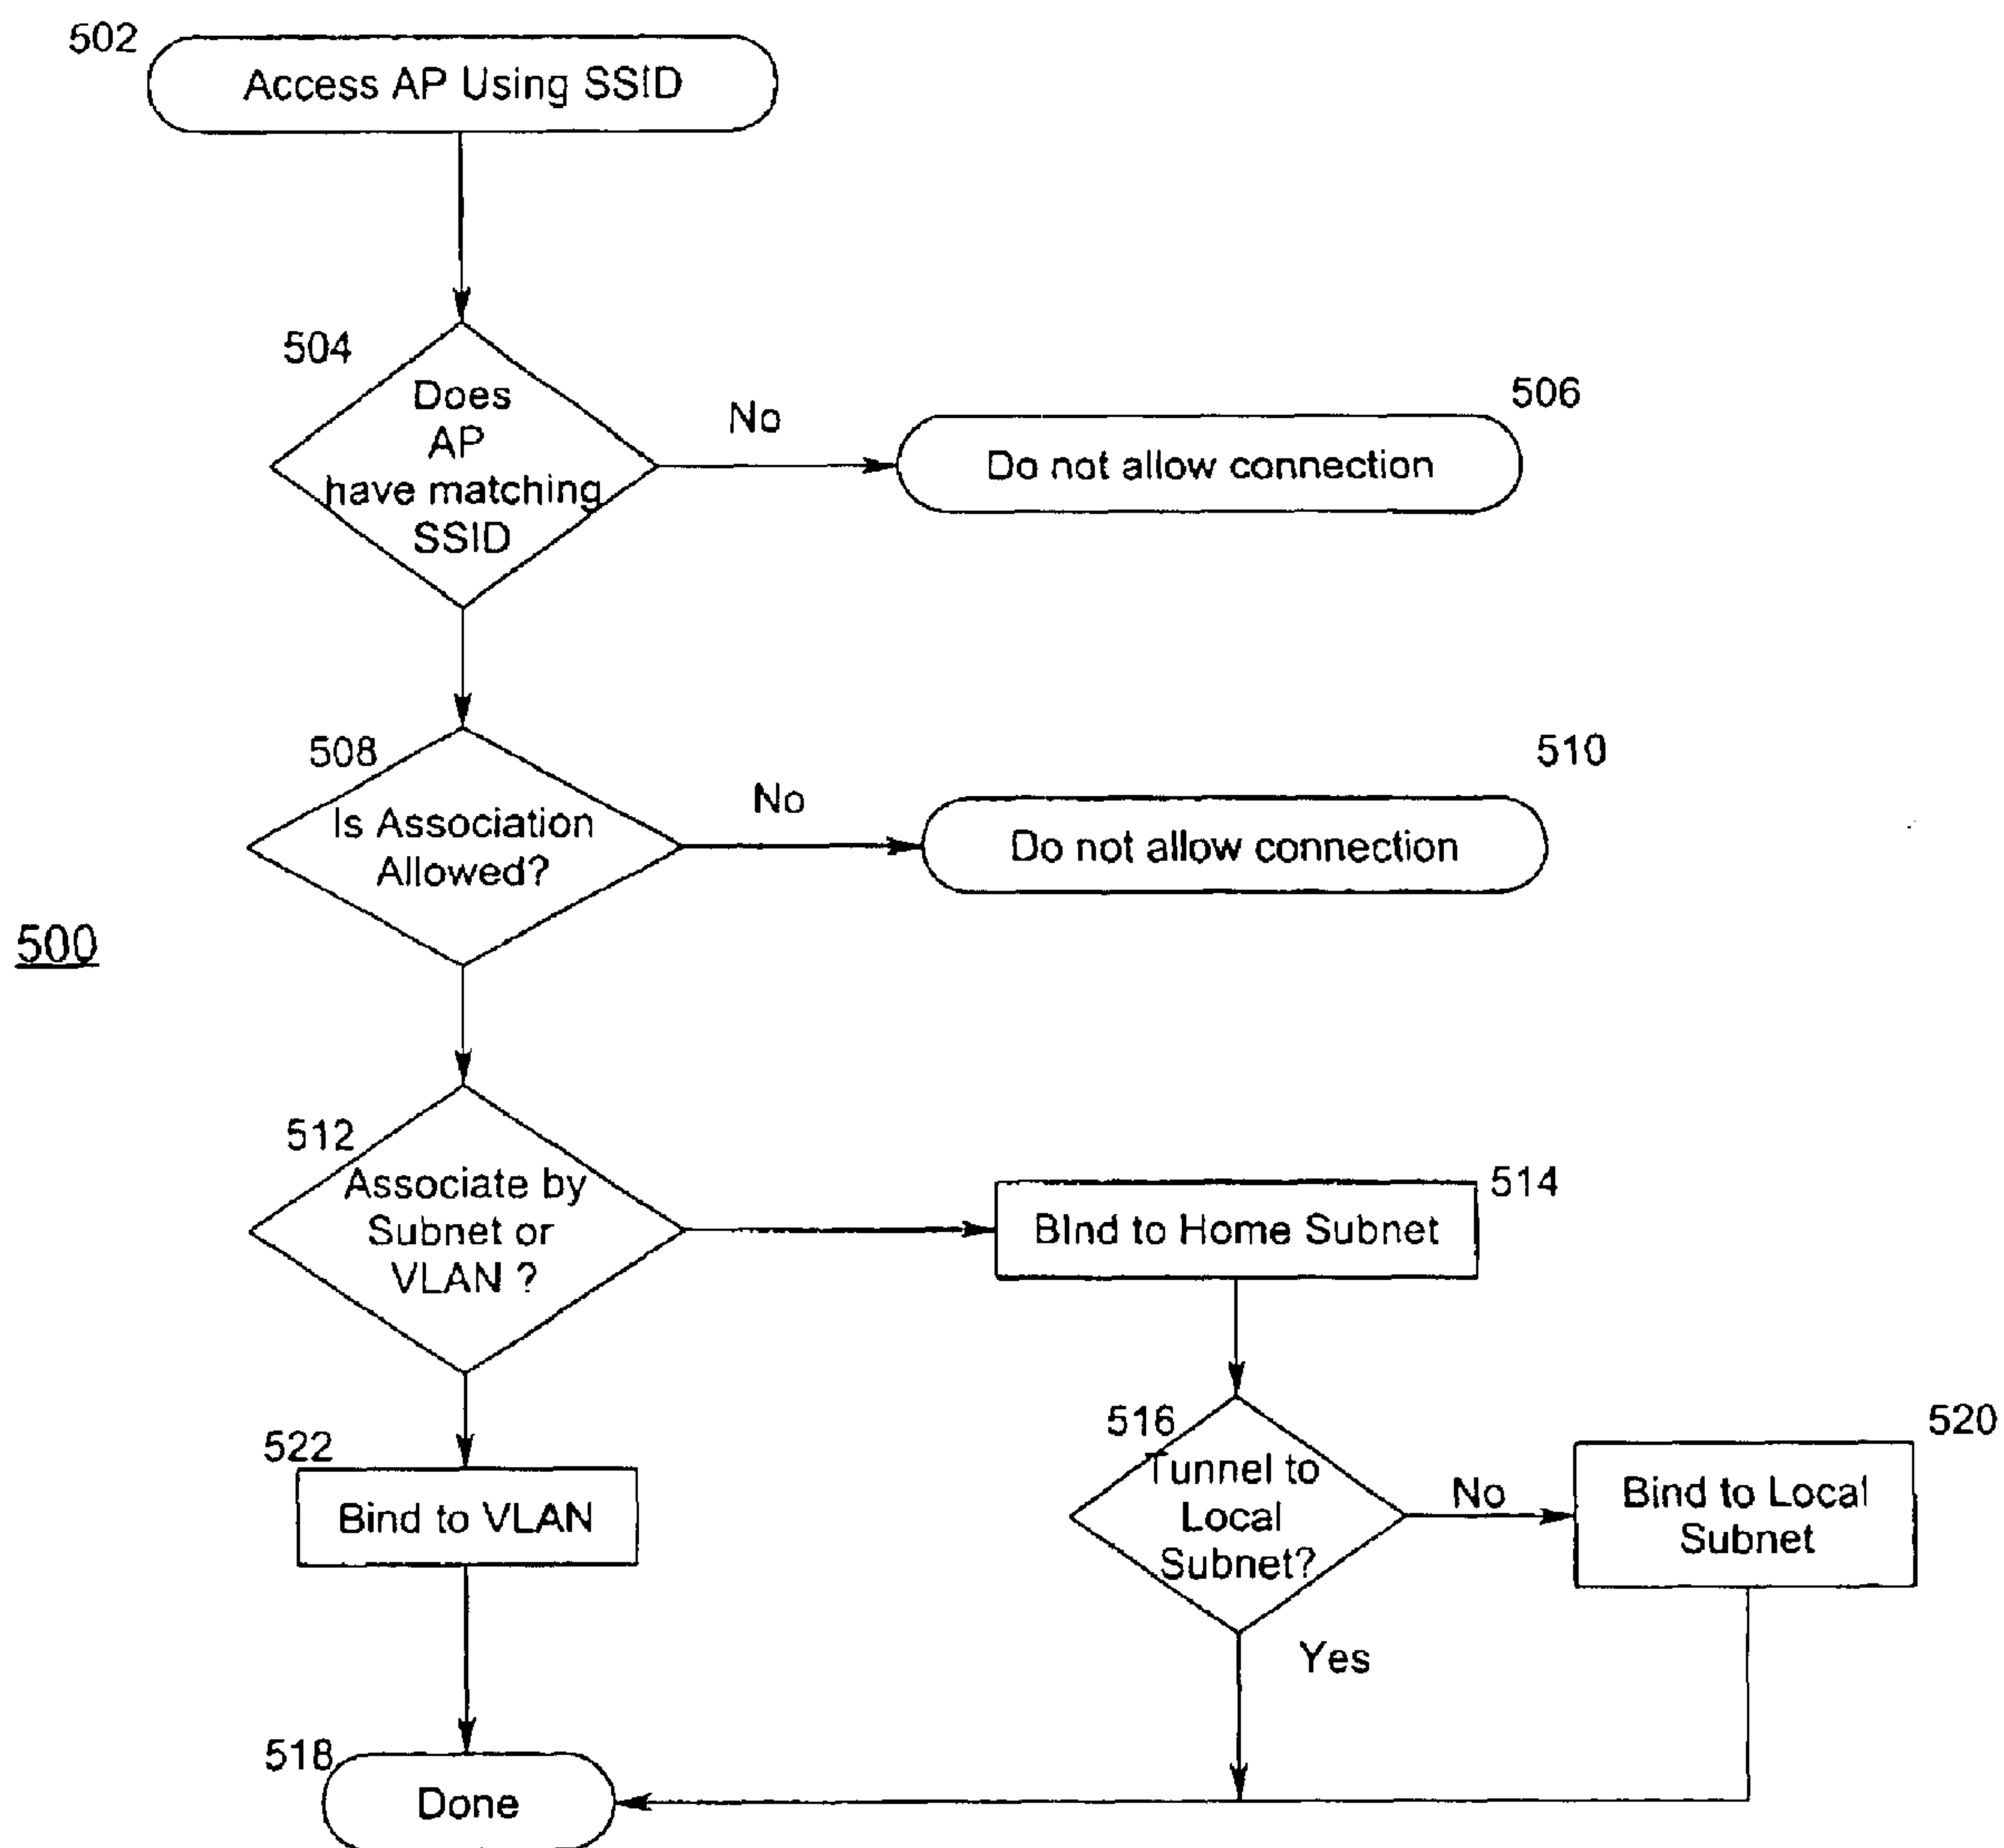 502
Access AP Using SSID
504
Does
AP
have matching
SSID
No
506
Do not allow connection
508
Is Association
Allowed?
No
510
Do not allow connection
500
512
Associate by
Subnet or
VLAN ?
514
BInd to Home Subnet
516
Tunnel to
Local
Subnet?
No
520
Bind to Local
Subnet
522
Bind to VLAN
Yes
518
Done